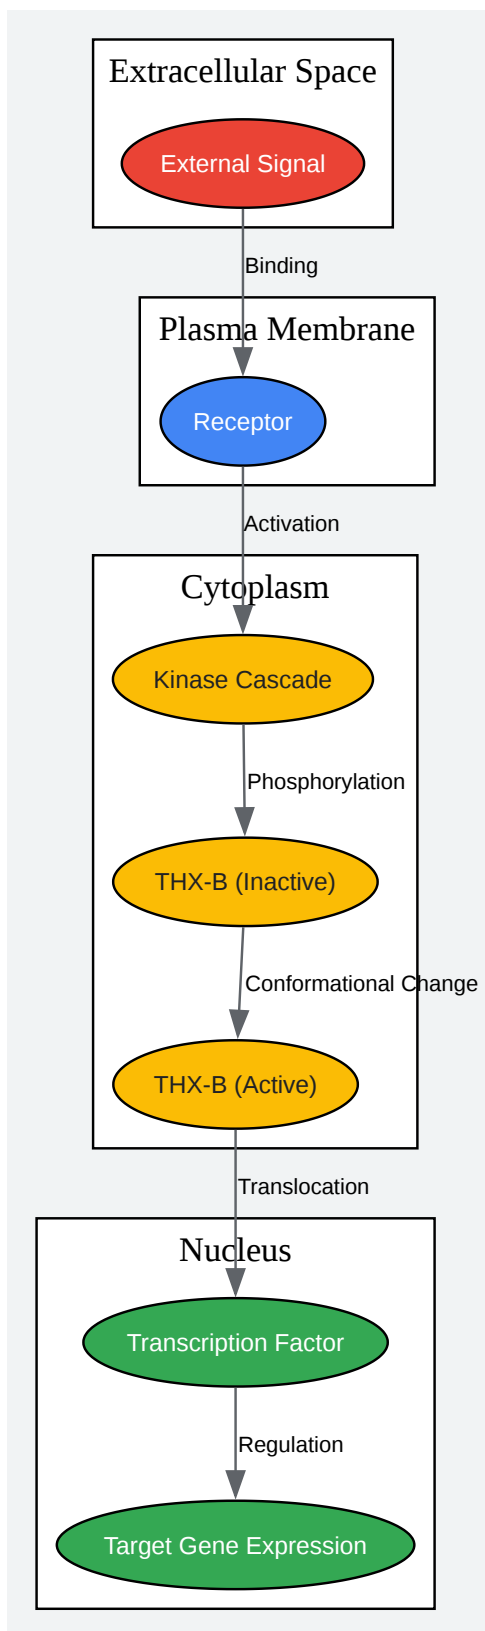 Extracellular Space
External Signal
Binding
Plasma Membrane
Receptor
Activation
Cytoplasm
Kinase Cascade
Phosphorylation
THX-B (Inactive)
Conformational Change
THX-B (Active)
Translocation
Nucleus
Transcription Factor
Regulation
Target Gene Expression